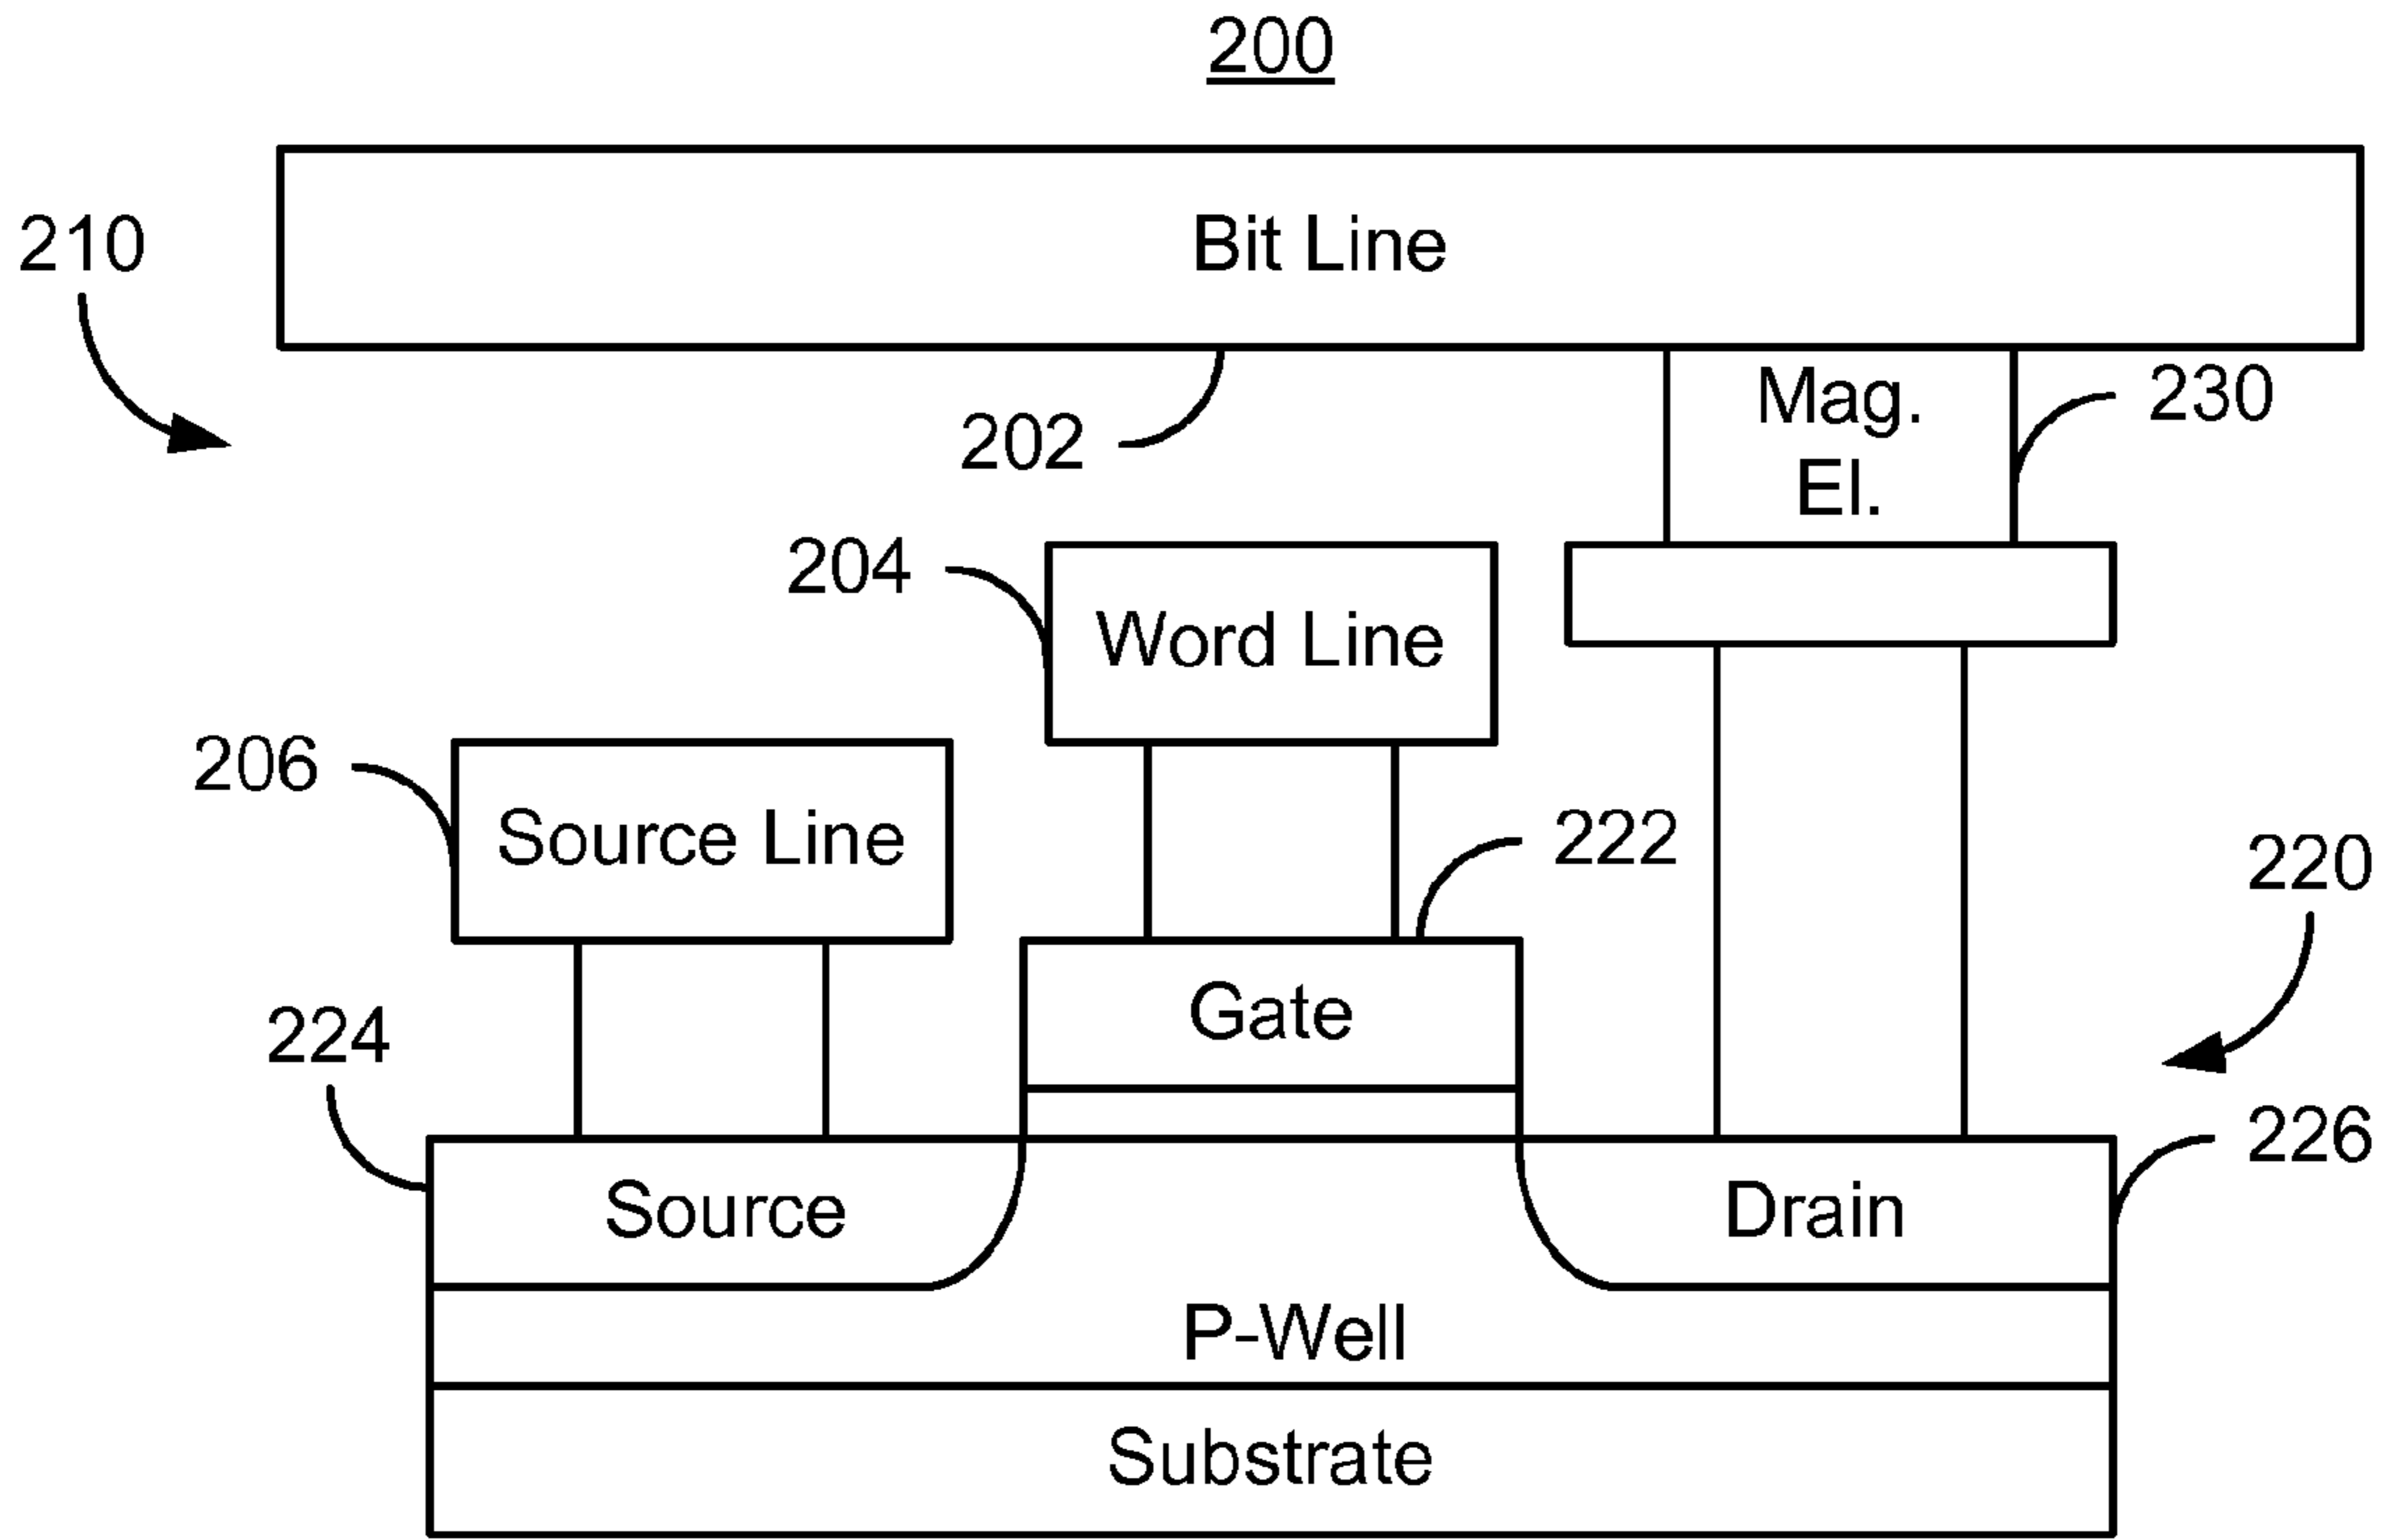 200
210
Bit Line
202
Mag.
El.
230
204
Word Line
206
Source Line
222
220
224
Gate
226
Source
Drain
P-Well
Substrate